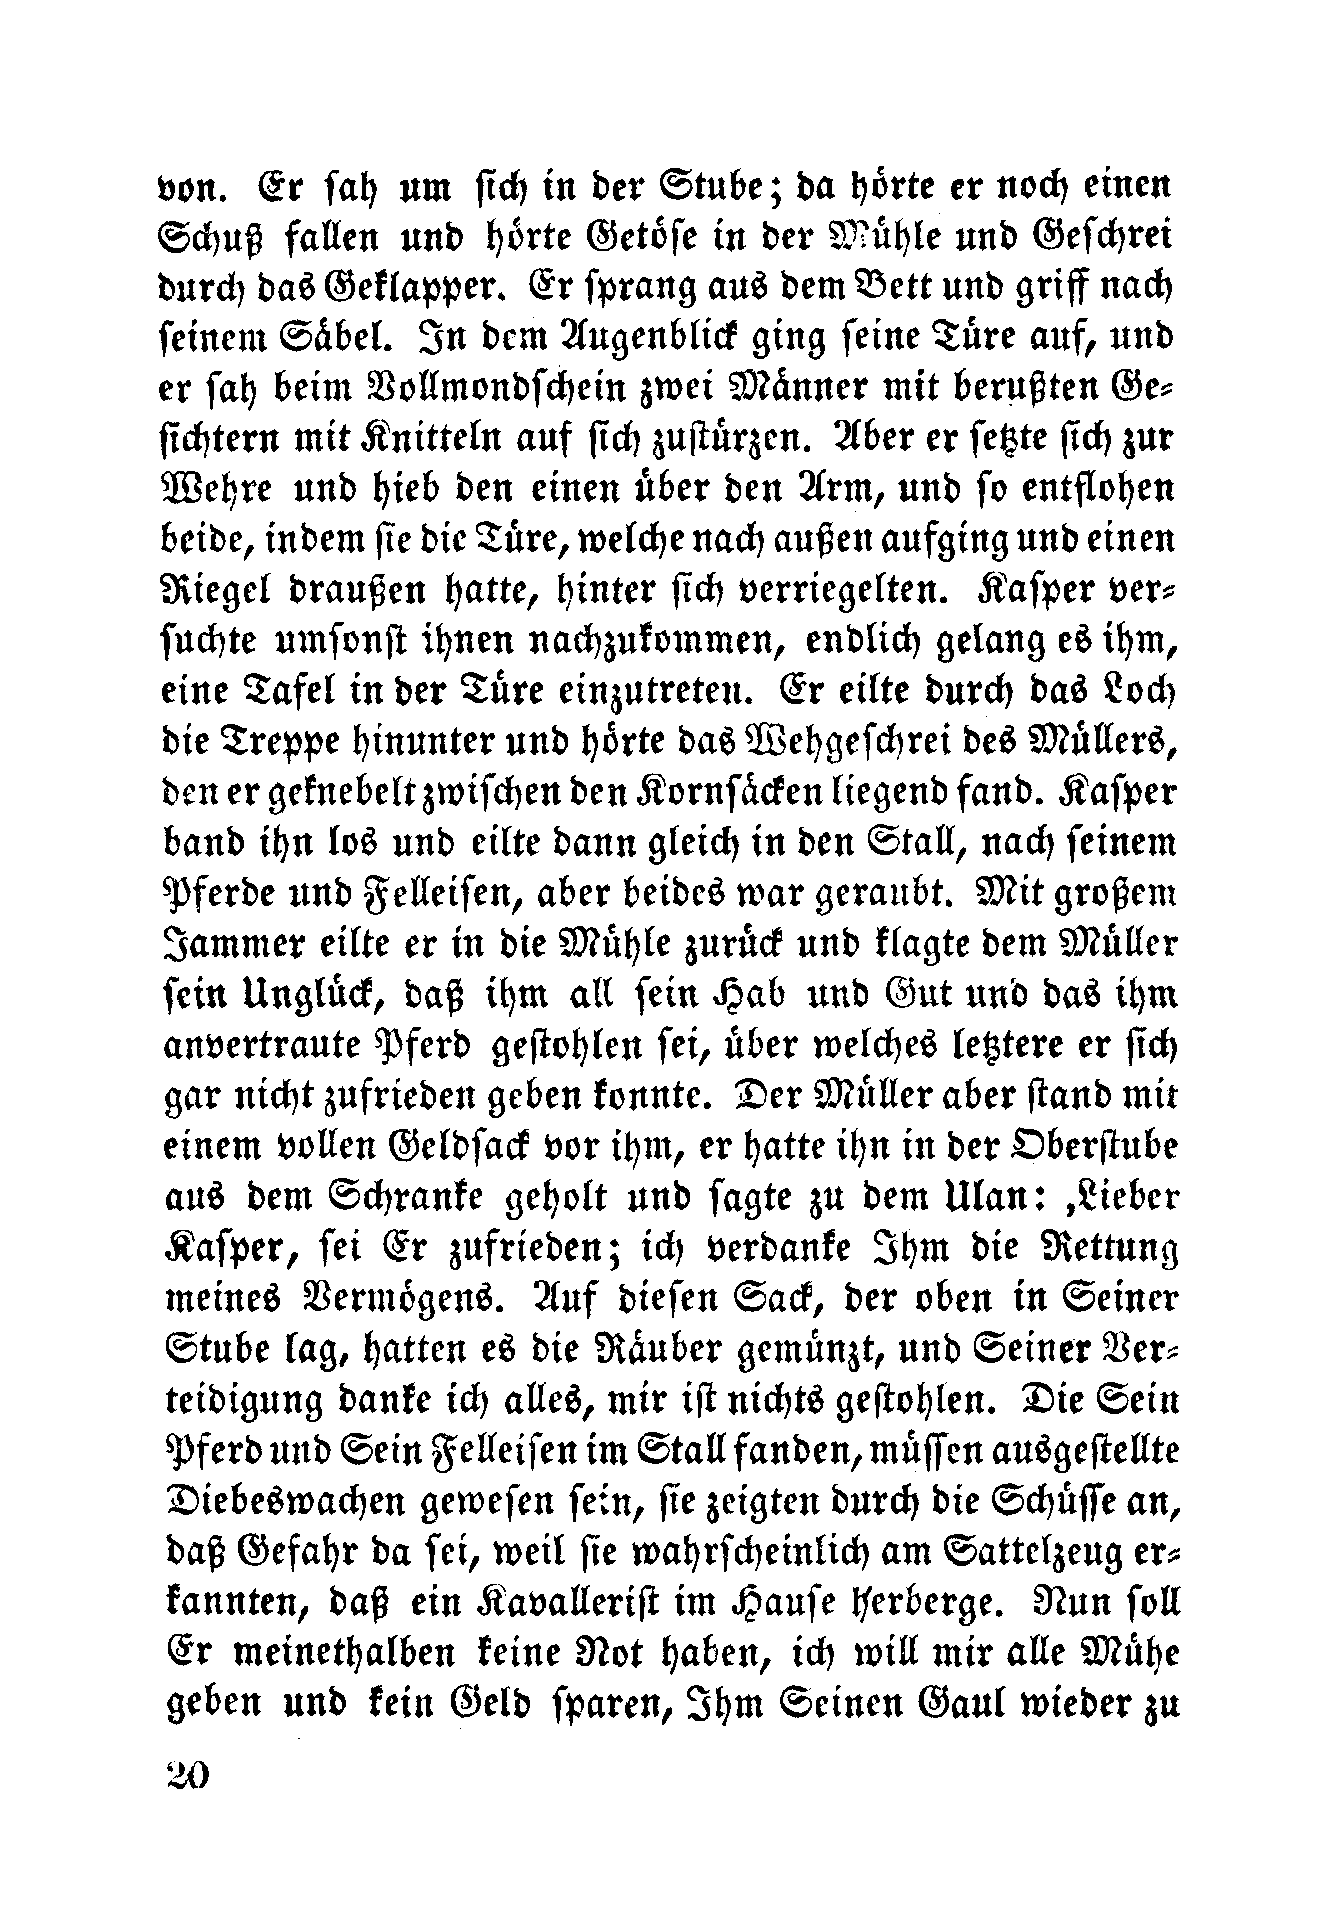 von. Er ſah um ſich in der Stube; da hörte er noch einen
Schuß fallen und hörte Getöſe in der Mühle und Geſchrei
durch das Geklapper. Er ſprang aus dem Bett und griff nach
ſeinem Säbel. In dem Augenblick ging ſeine Türe auf, und
er ſah beim Vollmondſchein zwei Männer mit berußten Ge⸗
ſichtern mit Knitteln auf ſich zuſtürzen. Aber er ſetzte ſich zur
Wehre und hieb den einen über den Arm, und ſo entflohen
beide, indem ſie die Türe, welche nach außen aufging und einen
Riegel draußen hatte, hinter ſich verriegelten. Kaſper ver⸗
ſuchte umſonſt ihnen nachzukommen, endlich gelang es ihm,
eine Tafel in der Türe einzutreten. Er eilte durch das Loch
die Treppe hinunter und hörte das Wehgeſchrei des Müllers,
den er geknebelt zwiſchen den Kornſäcken liegend fand. Kaſper
band ihn los und eilte dann gleich in den Stall, nach ſeinem
Pferde und Felleiſen, aber beides war geraubt. Mit großem
Jammer eilte er in die Mühle zurück und klagte dem Müller
ſein Unglück, daß ihm all ſein Hab und Gut und das ihm
anvertraute Pferd geſtohlen ſei, über welches letztere er ſich
gar nicht zufrieden geben konnte. Der Müller aber ſtand mit
einem vollen Geldſack vor ihm, er hatte ihn in der Oberſtube
aus dem Schranke geholt und ſagte zu dem Ulan: ‚Lieber
Kaſper, ſei Er zufrieden; ich verdanke Ihm die Rettung
meines Vermögens. Auf dieſen Sack, der oben in Seiner
Stube lag, hatten es die Räuber gemünzt, und Seiner Ver⸗
teidigung danke ich alles, mir iſt nichts geſtohlen. Die Sein
Pferd und Sein Felleiſen im Stall fanden, müſſen ausgeſtellte
Diebeswachen geweſen ſein, ſie zeigten durch die Schüſſe an,
daß Gefahr da ſei, weil ſie wahrſcheinlich am Sattelzeug er⸗
kannten, daß ein Kavalleriſt im Hauſe herberge. Nun ſoll
Er meinethalben keine Not haben, ich will mir alle Mühe
geben und kein Geld ſparen, Ihm Seinen Gaul wieder zu
20